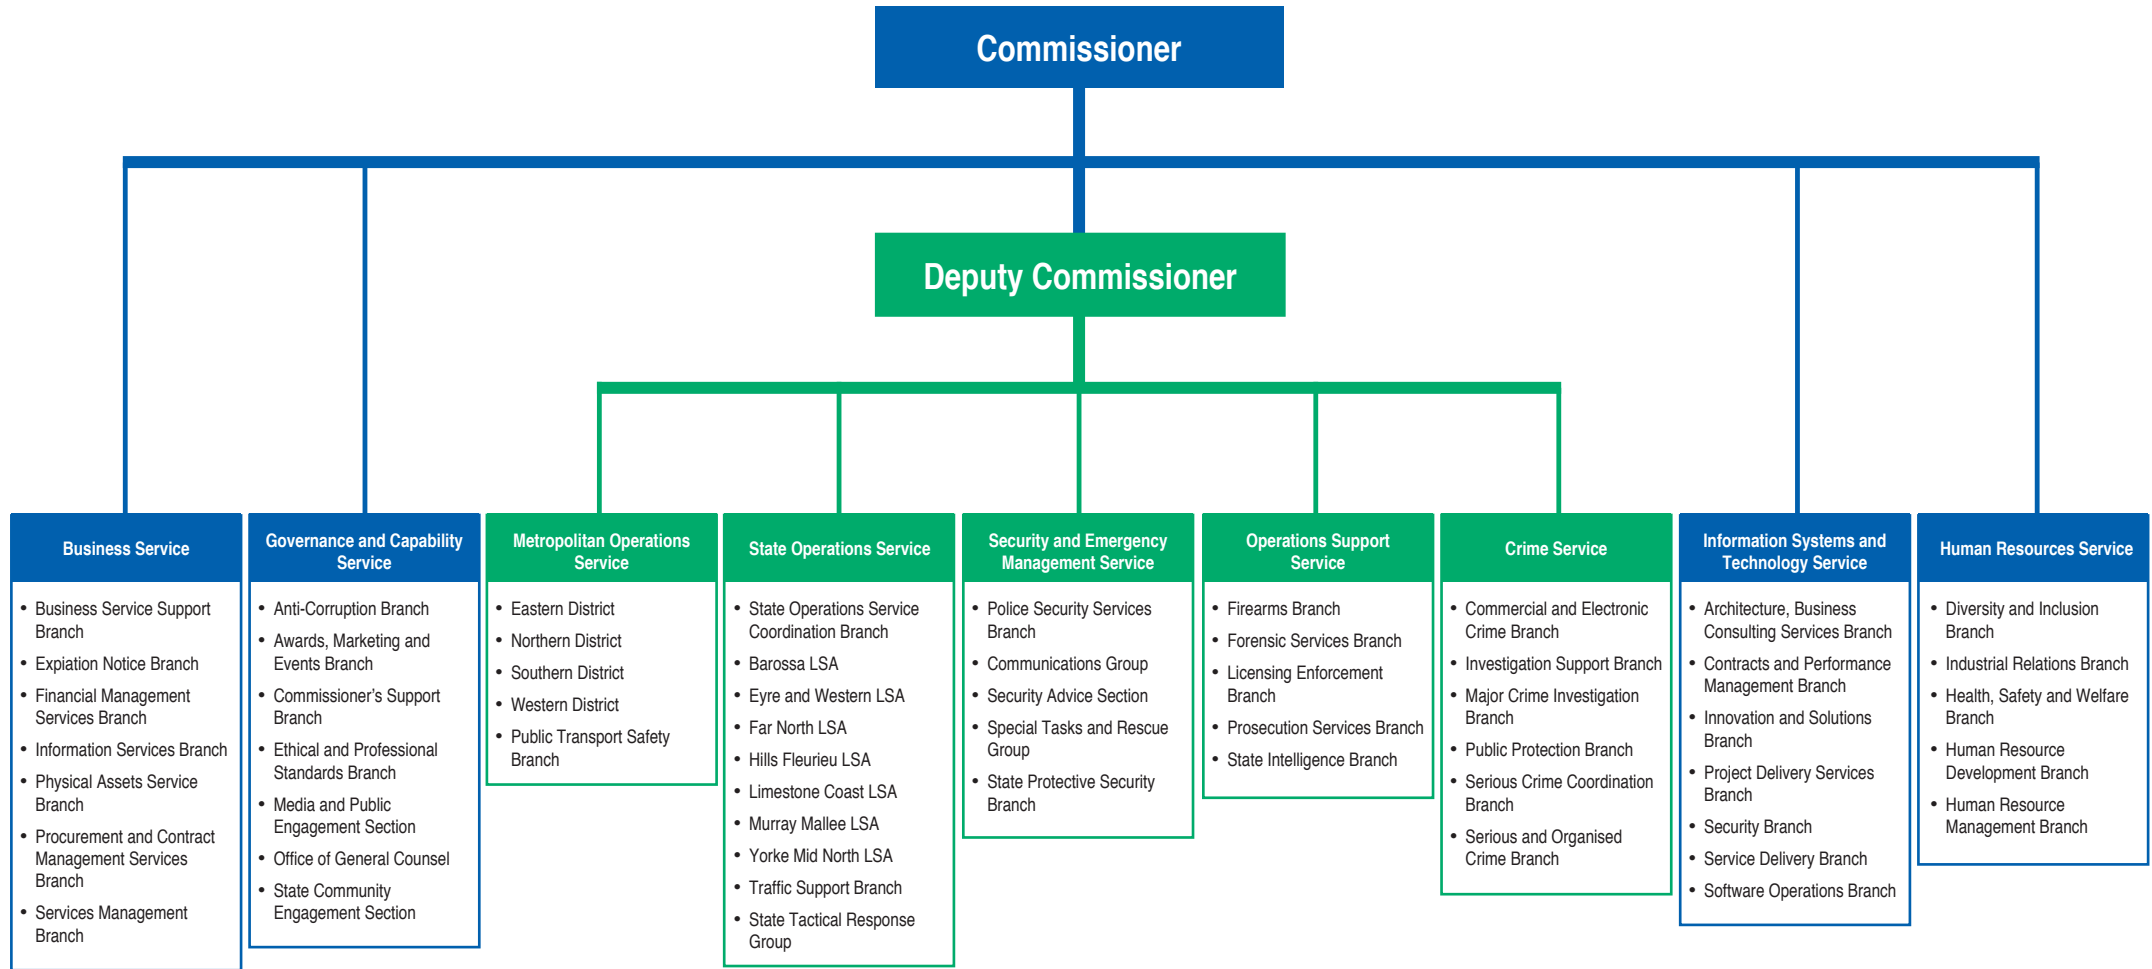 Commissioner
Deputy Commissioner
Business Service
• Business Service Support
Branch
• Expiation Notice Branch
• Financial Management
Services Branch
• Information Services Branch
• Physical Assets Service
Branch
• Procurement and Contract
Management Services
Branch
• Services Management
Branch
Governance and Capability
Service
• Anti-Corruption Branch
• Awards, Marketing and
Events Branch
• Commissioner’s Support
Branch
• Ethical and Professional
Standards Branch
• Media and Public
Engagement Section
• Office of General Counsel
• State Community
Engagement Section
Metropolitan Operations
Service
• Eastern District
• Northern District
• Southern District
• Western District
• Public Transport Safety
Branch
State Operations Service
• State Operations Service
Coordination Branch
• Barossa LSA
• Eyre and Western LSA
• Far North LSA
• Hills Fleurieu LSA
• Limestone Coast LSA
• Murray Mallee LSA
• Yorke Mid North LSA
• Traffic Support Branch
• State Tactical Response
Group
Security and Emergency
Management Service
• Police Security Services
Branch
• Communications Group
• Security Advice Section
• Special Tasks and Rescue
Group
• State Protective Security
Branch
Operations Support
Service
• Firearms Branch
• Forensic Services Branch
• Licensing Enforcement
Branch
• Prosecution Services Branch
• State Intelligence Branch
Crime Service
• Commercial and Electronic
Crime Branch
• Investigation Support Branch
• Major Crime Investigation
Branch
• Public Protection Branch
• Serious Crime Coordination
Branch
• Serious and Organised
Crime Branch
Information Systems and
Technology Service
• Architecture, Business
Consulting Services Branch
• Contracts and Performance
Management Branch
• Innovation and Solutions
Branch
• Project Delivery Services
Branch
• Security Branch
• Service Delivery Branch
• Software Operations Branch
Human Resources Service
• Diversity and Inclusion
Branch
• Industrial Relations Branch
• Health, Safety and Welfare
Branch
• Human Resource
Development Branch
• Human Resource
Management Branch